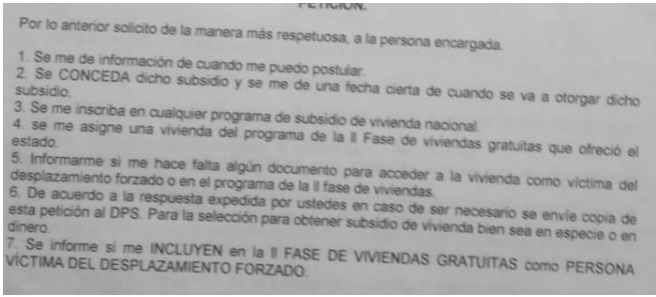 PETICIÓN.
Por lo anterior solicito de la manera más respetuosa, a la persona encargada.
1. Se me de información de cuando me puedo postular.
2. Se CONCEDA dicho subsidio y se me de una fecha cierta de cuando se va a otorgar dicho
subsidio.
3. Se me inscriba en cualquier programa de subsidio de vivienda nacional.
4. se me asigne una vivienda del programa de la II Fase de viviendas gratuitas que ofreció el
estado.
5. Informarme si me hace falta algún documento para acceder a la vivienda como víctima del
desplazamiento forzado o en el programa de la II fase de viviendas.
6. De acuerdo a la respuesta expedida por ustedes en caso de ser necesario se envíe copia de
esta petición al DPS. Para la selección para obtener subsidio de vivienda bien sea en especie o en
dinero.
7. Se informe si me INCLUYEN en la II FASE DE VIVIENDAS GRATUITAS como PERSONA
VÍCTIMA DEL DESPLAZAMIENTO FORZADO.